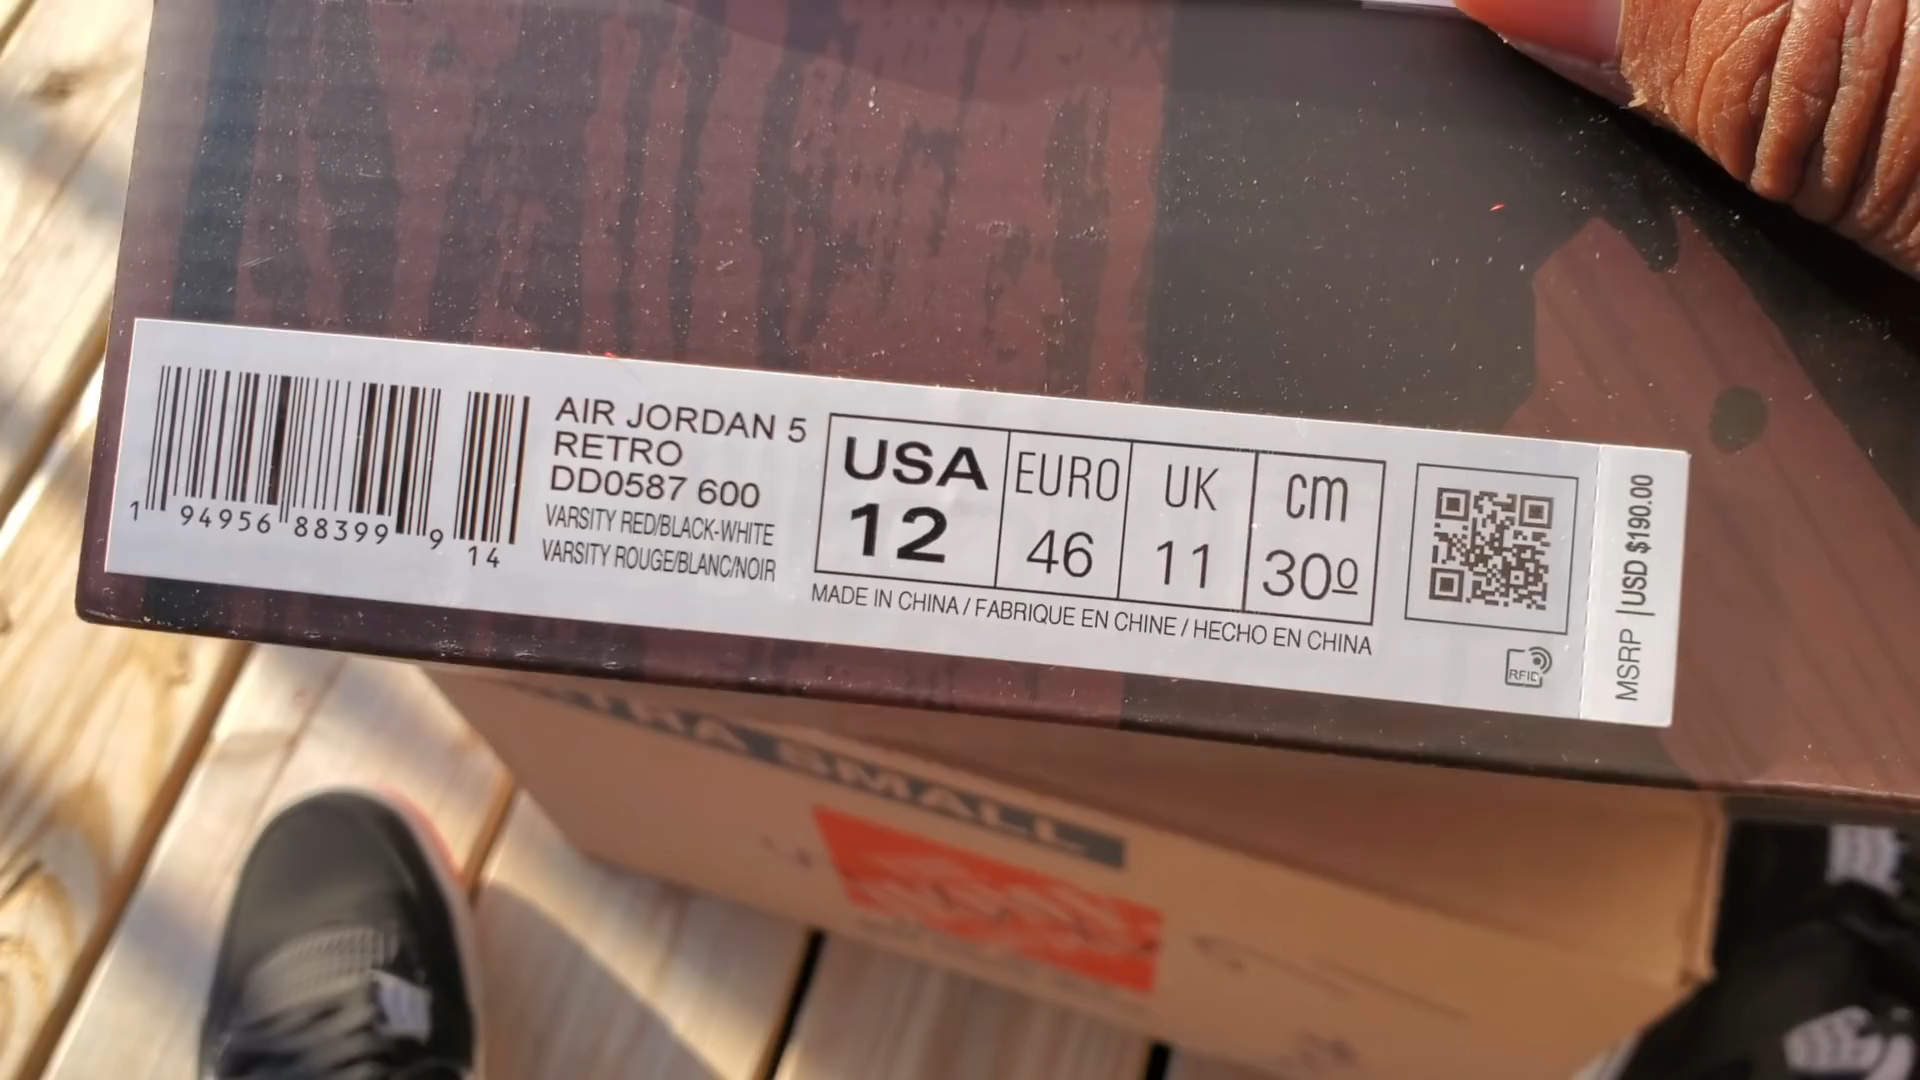 AIR JORDAN 5
RETRO
DD0587 600
VARSITY RED/BLACK-WHITE
VARSITY ROUGE/BLANC/NOIR
1 94956 88399 9 14
USA EURO UK cm
12 46 11 30º
MADE IN CHINA / FABRIQUE EN CHINE / HECHO EN CHINA
RFID
MSRP |USD $190.00
SMALL